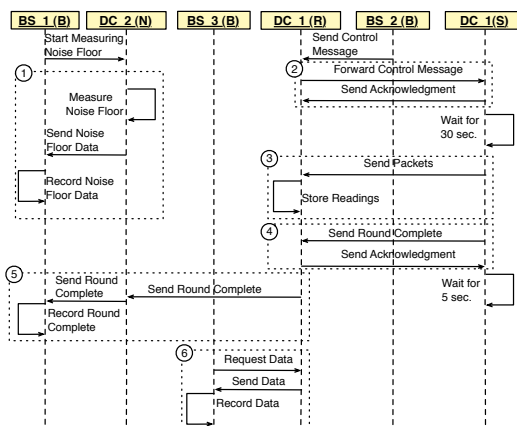 BS_1 (B)
DC_2 (N)
BS_3 (B)
DC_1 (R)
BS_2 (B)
DC_1(S)
Start Measuring
Noise Floor
Send Control
Message
1
2
Forward Control Message
Measure
Noise Floor
Send Acknowledgment
Send Noise
Floor Data
Wait for
30 sec.
3
Send Packets
Record Noise
Floor Data
Store Readings
4
Send Round Complete
Send Acknowledgment
5
Send Round
Complete
Send Round Complete
Wait for
5 sec.
Record Round
Complete
6
Request Data
Send Data
Record Data